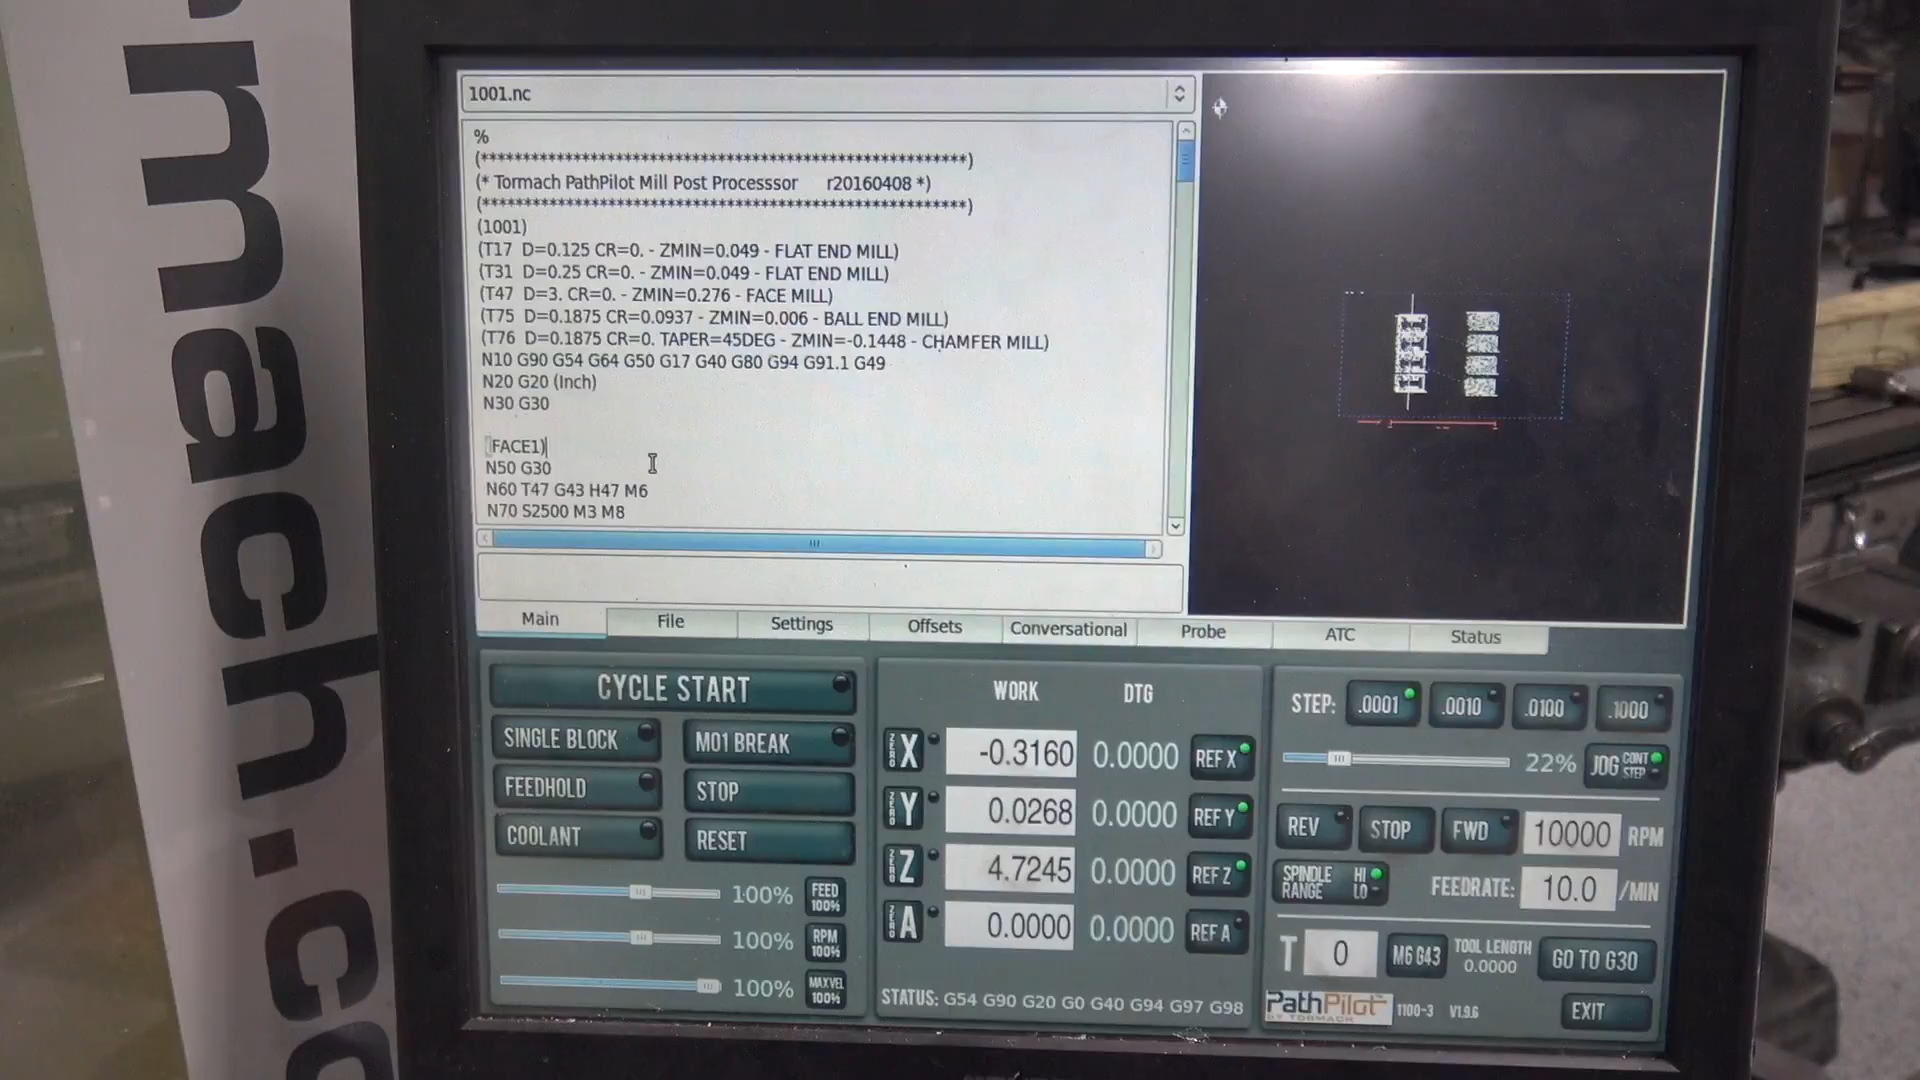 mach.co
1001.nc
%
(******************************************************)
(* Tormach PathPilot Mill Post Processsor r20160408 *)
(******************************************************)
(1001)
(T17 D=0.125 CR=0. - ZMIN=0.049 - FLAT END MILL)
(T31 D=0.25 CR=0. - ZMIN=0.049 - FLAT END MILL)
(T47 D=3. CR=0. - ZMIN=0.276 - FACE MILL)
(T75 D=0.1875 CR=0.0937 - ZMIN=0.006 - BALL END MILL)
(T76 D=0.1875 CR=0. TAPER=45DEG - ZMIN=-0.1448 - CHAMFER MILL)
N10 G90 G54 G64 G50 G17 G40 G80 G94 G91.1 G49
N20 G20 (Inch)
N30 G30
(FACE1)
N50 G30
N60 T47 G43 H47 M6
N70 S2500 M3 M8
Main File Settings Offsets Conversational Probe ATC Status
CYCLE START
SINGLE BLOCK M01 BREAK
FEEDHOLD STOP
COOLANT RESET
100% FEED 100%
100% RPM 100%
100% MAXVEL 100%
WORK DTG
ZERO X -0.3160 0.0000 REF X
ZERO Y 0.0268 0.0000 REF Y
ZERO Z 4.7245 0.0000 REF Z
ZERO A 0.0000 0.0000 REF A
STATUS: G54 G90 G20 G0 G40 G94 G97 G98
STEP: .0001 .0010 .0100 .1000
22% JOG CONT STEP
REV STOP FWD 10000 RPM
SPINDLE RANGE HI LO FEEDRATE: 10.0 /MIN
T 0 M6 G43 TOOL LENGTH 0.0000 GO TO G30
PathPilot BY TORMACH 1100-3 V1.9.6 EXIT